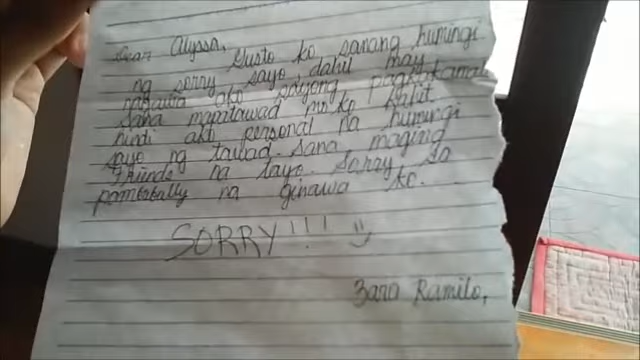 Dear Alyssa,
Gusto ko sanang humingi
ng sorry sayo, dahil may
nagawa ako sayong pagkakamali
Sana mapatawad mo ko kahit
hindi ako personal na humingi
sayo ng tawad. Sana maging
friends na tayo. Sorry sa
pambabully na ginawa ko.
SORRY!!! :)
Zara Ramilo,